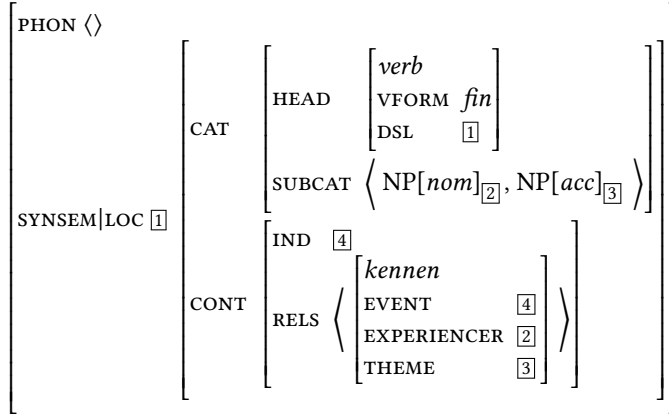 PHON ⟨⟩
verb
HEAD VFORM fin
CAT DSL 1
SUBCAT ⟨ NP[nom]2, NP[acc]3 ⟩
SYNSEM|LOC 1
IND 4
kennen
EVENT 4
CONT RELS ⟨ EXPERIENCER 2 ⟩
THEME 3